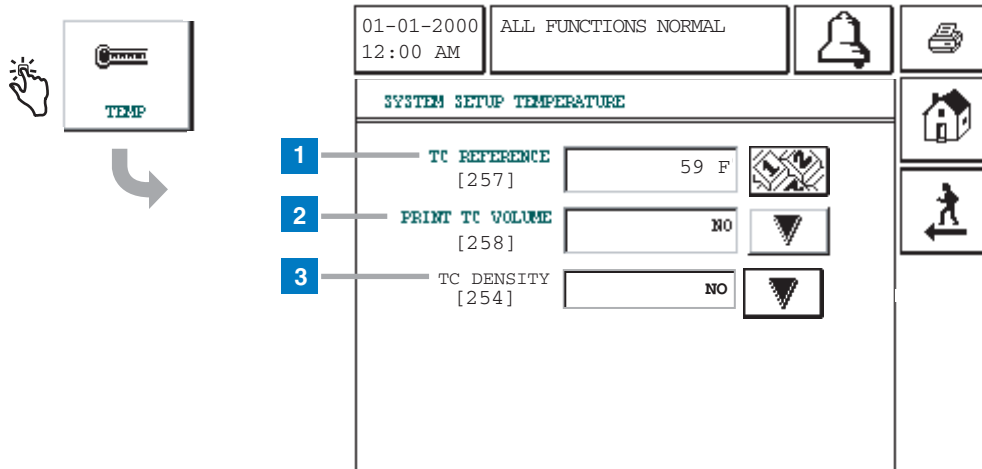 TEMP
01-01-2000
12:00 AM
ALL FUNCTIONS NORMAL
SYSTEM SETUP TEMPERATURE
1
TC REFERENCE
[257]
59 F
2
PRINT TC VOLUME
[258]
NO
3
TC DENSITY
[254]
NO